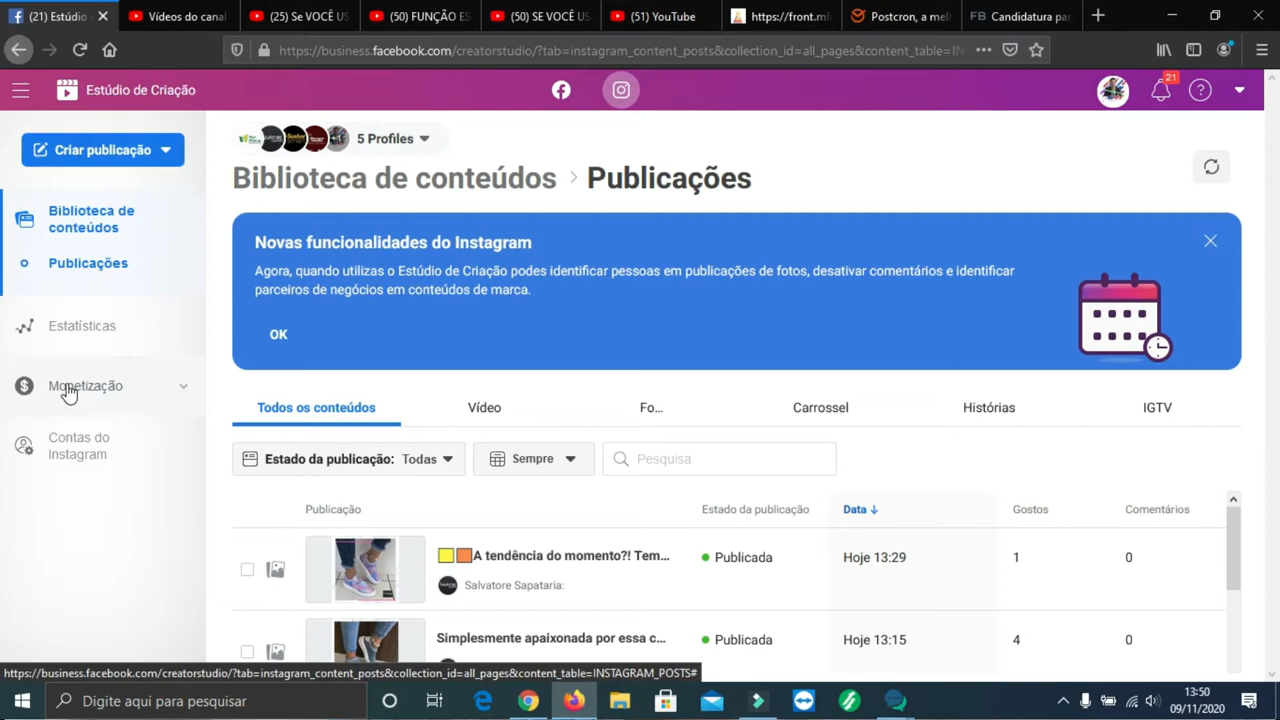 (21) Estúdio d
Vídeos do canal
(25) Se VOCÊ US
(50) FUNÇÃO ES
(50) SE VOCÊ US
(51) YouTube
https://front.ml
Postcron, a mel
FB Candidatura par
https://business.facebook.com/creatorstudio/?tab=instagram_content_posts&collection_id=all_pages&content_table=IN
Estúdio de Criação
21
Criar publicação
5 Profiles
+1
Biblioteca de conteúdos > Publicações
Biblioteca de
conteúdos
Publicações
Estatísticas
Monetização
Contas do
Instagram
Novas funcionalidades do Instagram
Agora, quando utilizas o Estúdio de Criação podes identificar pessoas em publicações de fotos, desativar comentários e identificar
parceiros de negócios em conteúdos de marca.
OK
Todos os conteúdos
Vídeo
Fo...
Carrossel
Histórias
IGTV
Estado da publicação: Todas
Sempre
Pesquisa
Publicação
Estado da publicação
Data ↓
Gostos
Comentários
A tendência do momento?! Tem...
Salvatore Sapataria:
Publicada
Hoje 13:29
1
0
Simplesmente apaixonada por essa c...
Publicada
Hoje 13:15
4
0
https://business.facebook.com/creatorstudio/?tab=instagram_content_posts&collection_id=all_pages&content_table=INSTAGRAM_POSTS#
Digite aqui para pesquisar
13:50
09/11/2020